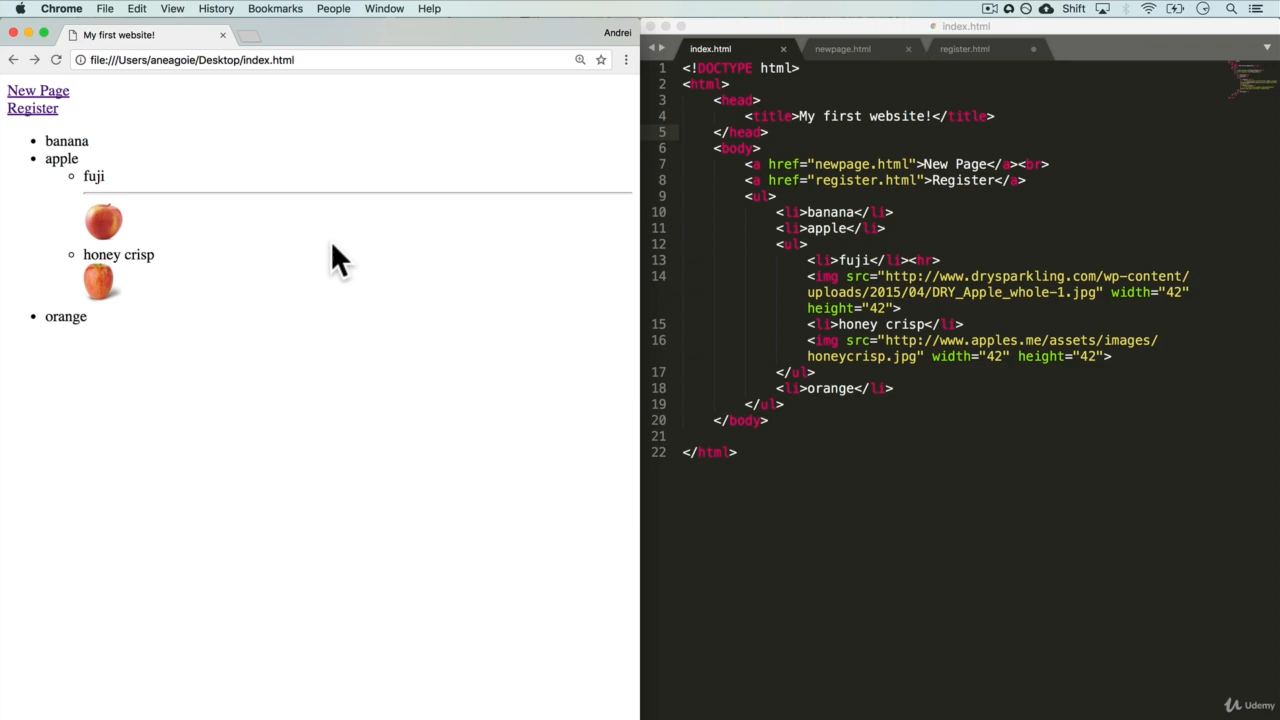 Chrome File Edit View History Bookmarks People Window Help Shift
My first website! Andrei
file:///Users/aneagoie/Desktop/index.html
New Page
Register
banana
apple
fuji
honey crisp
orange
index.html
index.html newpage.html register.html
1 <!DOCTYPE html>
2 <html>
3 <head>
4 <title>My first website!</title>
5 </head>
6 <body>
7 <a href="newpage.html">New Page</a><br>
8 <a href="register.html">Register</a>
9 <ul>
10 <li>banana</li>
11 <li>apple</li>
12 <ul>
13 <li>fuji</li><hr>
14 <img src="http://www.drysparkling.com/wp-content/
uploads/2015/04/DRY_Apple_whole-1.jpg" width="42"
height="42">
15 <li>honey crisp</li>
16 <img src="http://www.apples.me/assets/images/
honeycrisp.jpg" width="42" height="42">
17 </ul>
18 <li>orange</li>
19 </ul>
20 </body>
21
22 </html>
Udemy